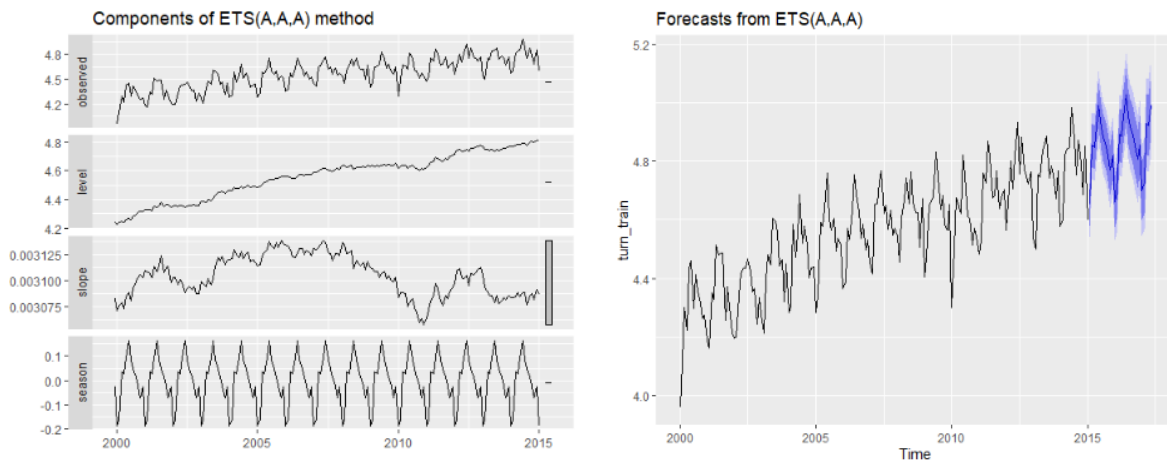 Components of ETS(A,A,A) method
observed
4.8
4.5
4.2
level
4.8
4.6
4.4
4.2
slope
0.003125
0.003100
0.003075
season
0.1
0.0
-0.1
-0.2
2000 2005 2010 2015
Forecasts from ETS(A,A,A)
turn_train
5.2
4.8
4.4
4.0
2000 2005 2010 2015
Time